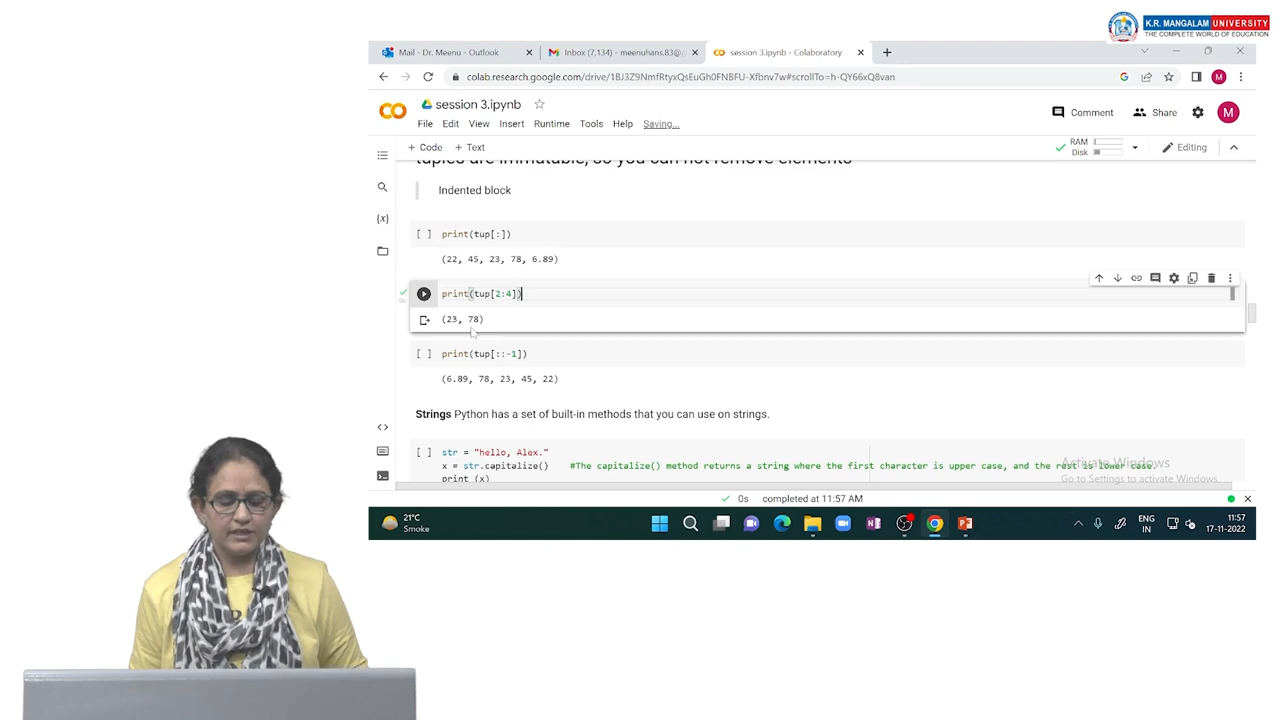 K.R. MANGALAM UNIVERSITY
THE COMPLETE WORLD OF EDUCATION
Mail - Dr. Meenu - Outlook
Inbox (7,134) - meenuhans.83@g
session 3.ipynb - Colaboratory
colab.research.google.com/drive/1BJ3Z9NmfRtyxQsEuGh0FNBFU-Xfbnv7w#scrollTo=h-QY66xQ8van
M
session 3.ipynb
Comment
Share
M
File Edit View Insert Runtime Tools Help Saving...
+ Code + Text
RAM
Disk
Editing
tuples are immutable, so you can not remove elements
Indented block
[ ] print(tup[:])
(22, 45, 23, 78, 6.89)
print(tup[2:4])
0s
(23, 78)
[ ] print(tup[::-1])
(6.89, 78, 23, 45, 22)
Strings Python has a set of built-in methods that you can use on strings.
[ ] str = "hello, Alex."
x = str.capitalize() #The capitalize() method returns a string where the first character is upper case, and the rest is lower case.
print (x)
Activate Windows
Go to Settings to activate Windows.
0s completed at 11:57 AM
21°C
Smoke
ENG
IN
11:57
17-11-2022